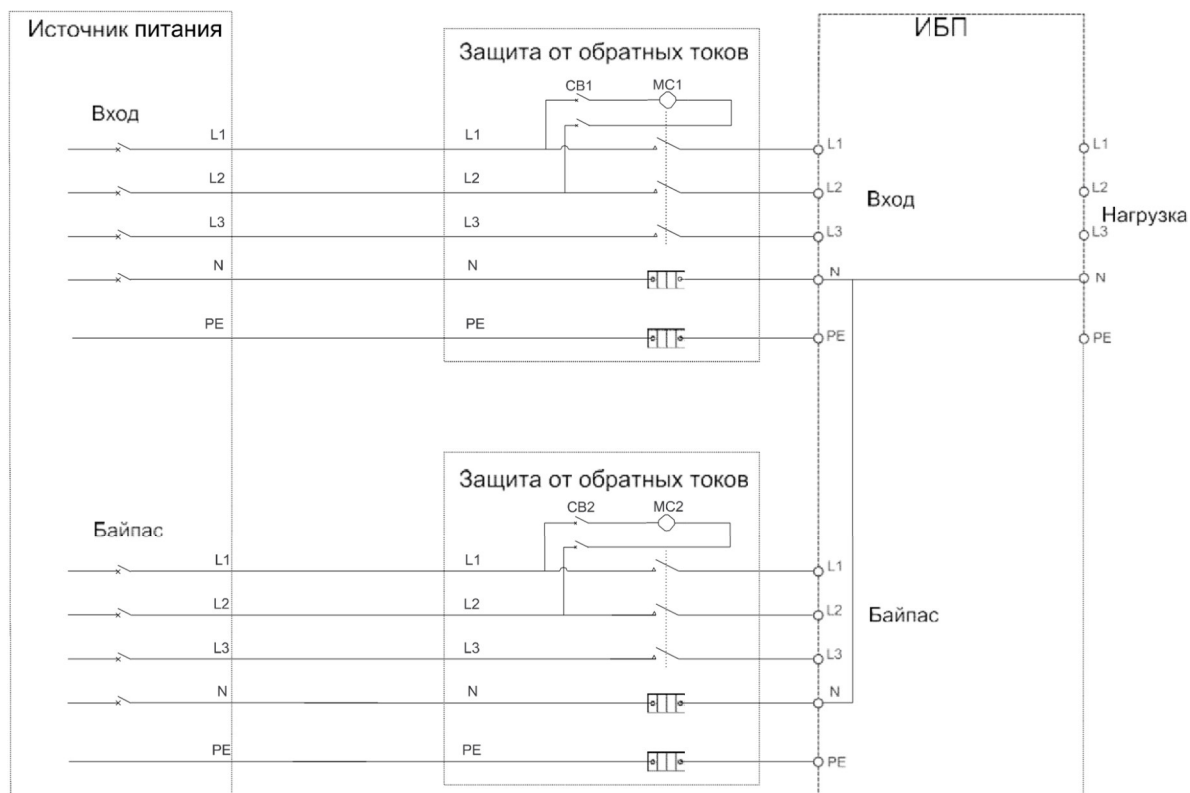 Источник питания
ИБП
Защита от обратных токов
CB1
MC1
Вход
L1
L1
L1
L1
L2
L2
L2
L2
Вход
Нагрузка
L3
L3
L3
L3
N
N
N
N
PE
PE
PE
PE
Защита от обратных токов
CB2
MC2
Байпас
L1
L1
L1
L2
L2
L2
Байпас
L3
L3
L3
N
N
N
PE
PE
PE